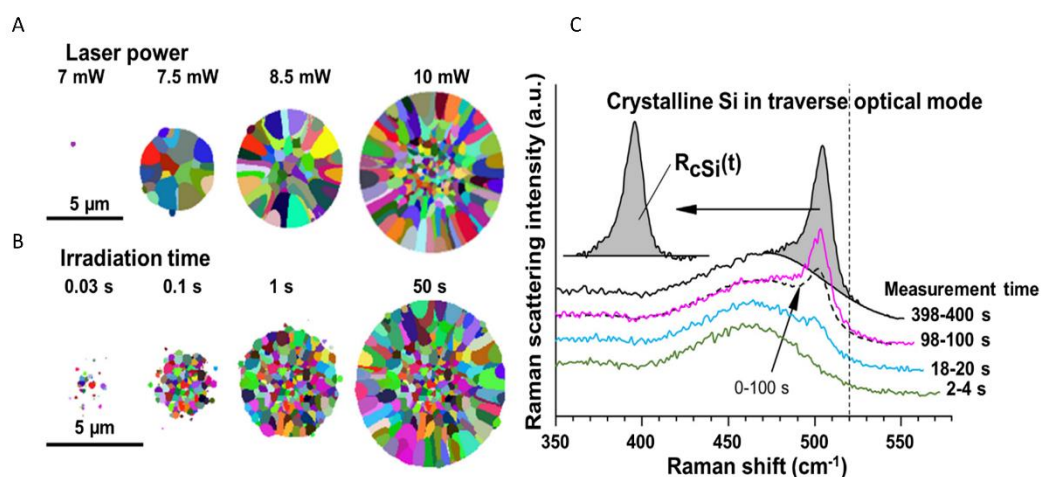 A
Laser power
7 mW 7.5 mW 8.5 mW 10 mW
5 µm
B
Irradiation time
0.03 s 0.1 s 1 s 50 s
5 µm
C
Raman scattering intensity (a.u.)
Crystalline Si in traverse optical mode
RcSi(t)
Measurement time
398-400 s
98-100 s
18-20 s
2-4 s
0-100 s
350 400 450 500 550
Raman shift (cm⁻¹)